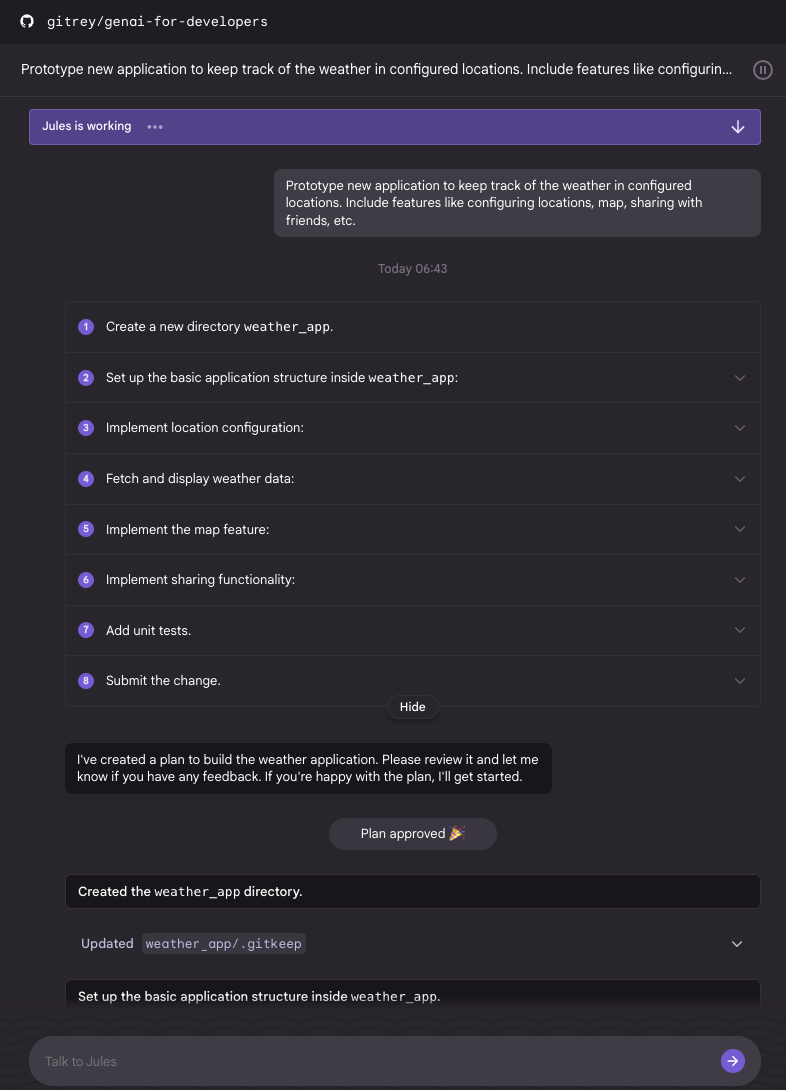 gitrey/genai-for-developers
Prototype new application to keep track of the weather in configured locations. Include features like configurin...
Jules is working
Prototype new application to keep track of the weather in configured
locations. Include features like configuring locations, map, sharing with
friends, etc.
Today 06:43
1 Create a new directory weather_app.
2 Set up the basic application structure inside weather_app:
3 Implement location configuration:
4 Fetch and display weather data:
5 Implement the map feature:
6 Implement sharing functionality:
7 Add unit tests.
8 Submit the change.
Hide
I've created a plan to build the weather application. Please review it and let me
know if you have any feedback. If you're happy with the plan, I'll get started.
Plan approved 🎉
Created the weather_app directory.
Updated weather_app/.gitkeep
Set up the basic application structure inside weather_app.
Talk to Jules